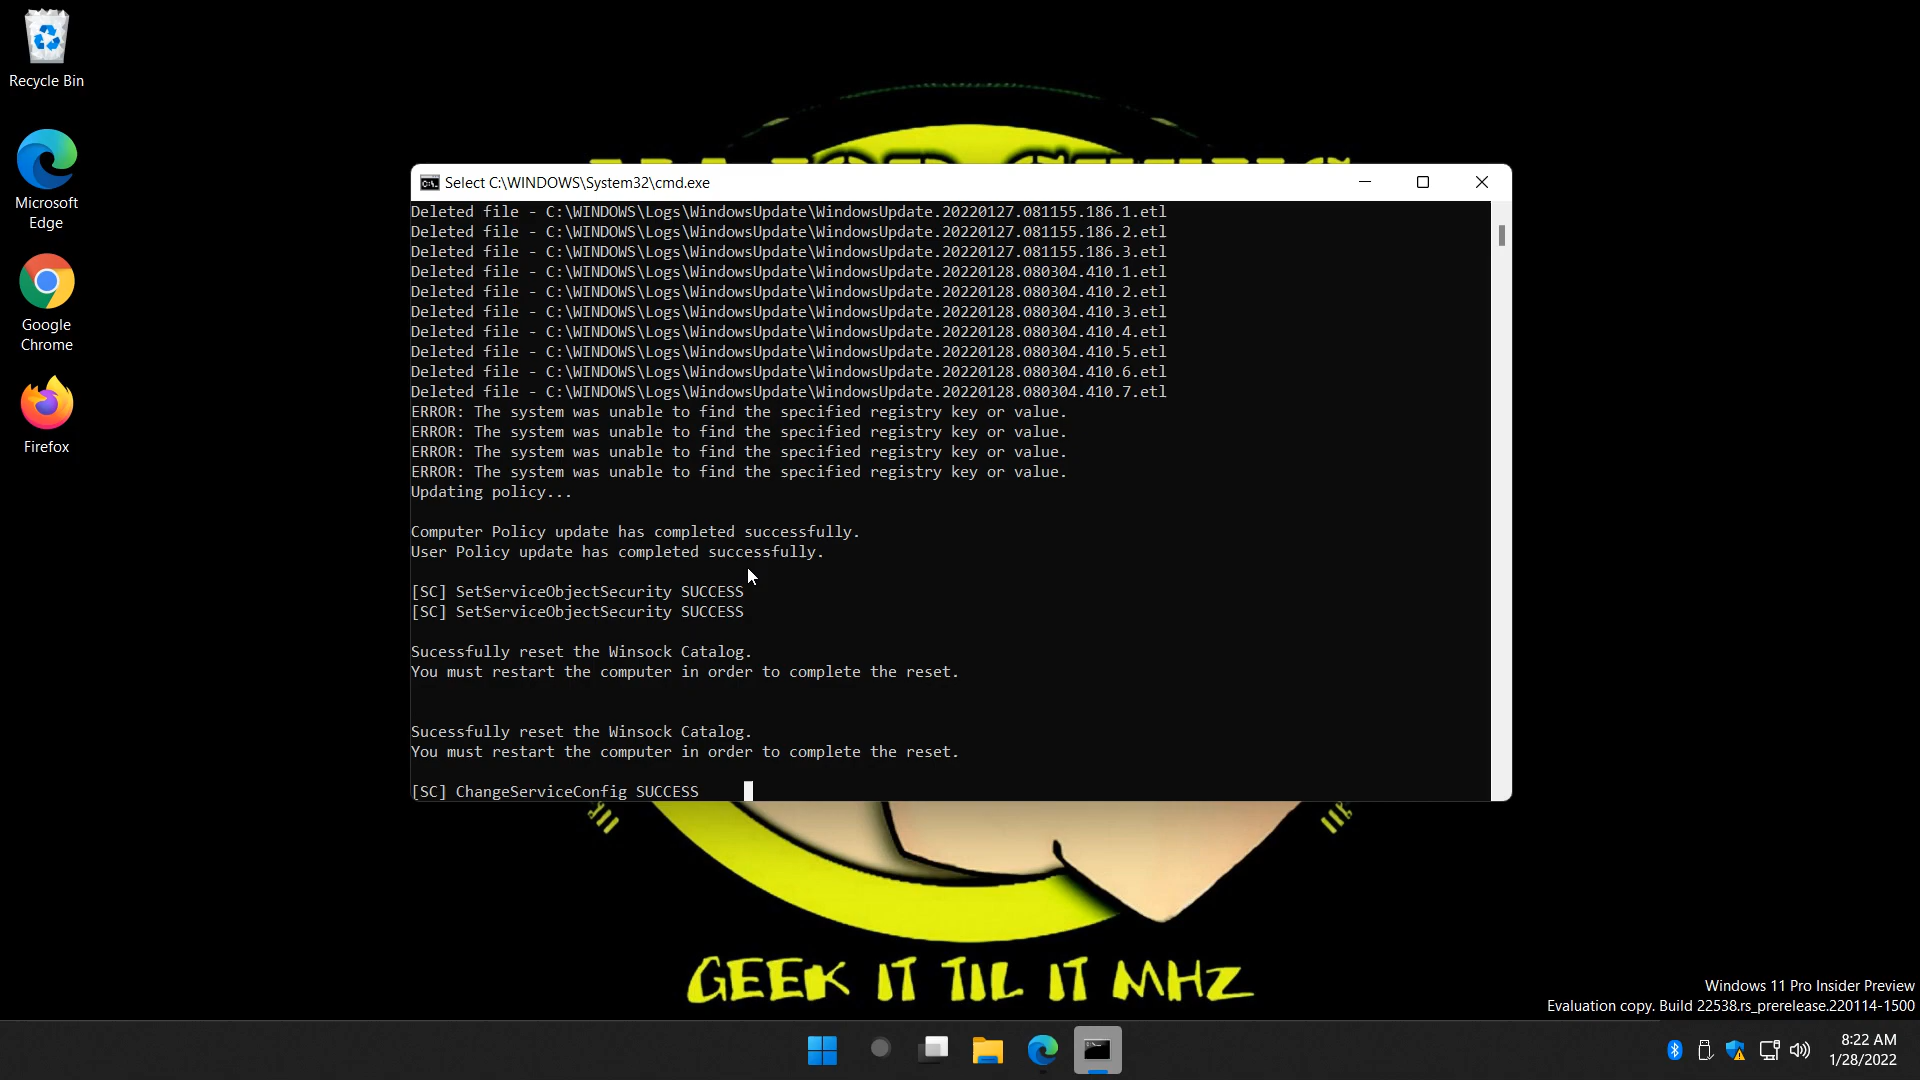 Recycle Bin
Microsoft
Edge
Google
Chrome
Firefox
Select C:\WINDOWS\System32\cmd.exe
Deleted file - C:\WINDOWS\Logs\WindowsUpdate\WindowsUpdate.20220127.081155.186.1.etl
Deleted file - C:\WINDOWS\Logs\WindowsUpdate\WindowsUpdate.20220127.081155.186.2.etl
Deleted file - C:\WINDOWS\Logs\WindowsUpdate\WindowsUpdate.20220127.081155.186.3.etl
Deleted file - C:\WINDOWS\Logs\WindowsUpdate\WindowsUpdate.20220128.080304.410.1.etl
Deleted file - C:\WINDOWS\Logs\WindowsUpdate\WindowsUpdate.20220128.080304.410.2.etl
Deleted file - C:\WINDOWS\Logs\WindowsUpdate\WindowsUpdate.20220128.080304.410.3.etl
Deleted file - C:\WINDOWS\Logs\WindowsUpdate\WindowsUpdate.20220128.080304.410.4.etl
Deleted file - C:\WINDOWS\Logs\WindowsUpdate\WindowsUpdate.20220128.080304.410.5.etl
Deleted file - C:\WINDOWS\Logs\WindowsUpdate\WindowsUpdate.20220128.080304.410.6.etl
Deleted file - C:\WINDOWS\Logs\WindowsUpdate\WindowsUpdate.20220128.080304.410.7.etl
ERROR: The system was unable to find the specified registry key or value.
ERROR: The system was unable to find the specified registry key or value.
ERROR: The system was unable to find the specified registry key or value.
ERROR: The system was unable to find the specified registry key or value.
Updating policy...
Computer Policy update has completed successfully.
User Policy update has completed successfully.
[SC] SetServiceObjectSecurity SUCCESS
[SC] SetServiceObjectSecurity SUCCESS
Sucessfully reset the Winsock Catalog.
You must restart the computer in order to complete the reset.
Sucessfully reset the Winsock Catalog.
You must restart the computer in order to complete the reset.
[SC] ChangeServiceConfig SUCCESS
GEEK IT TIL IT MHZ
Windows 11 Pro Insider Preview
Evaluation copy. Build 22538.rs_prerelease.220114-1500
8:22 AM
1/28/2022